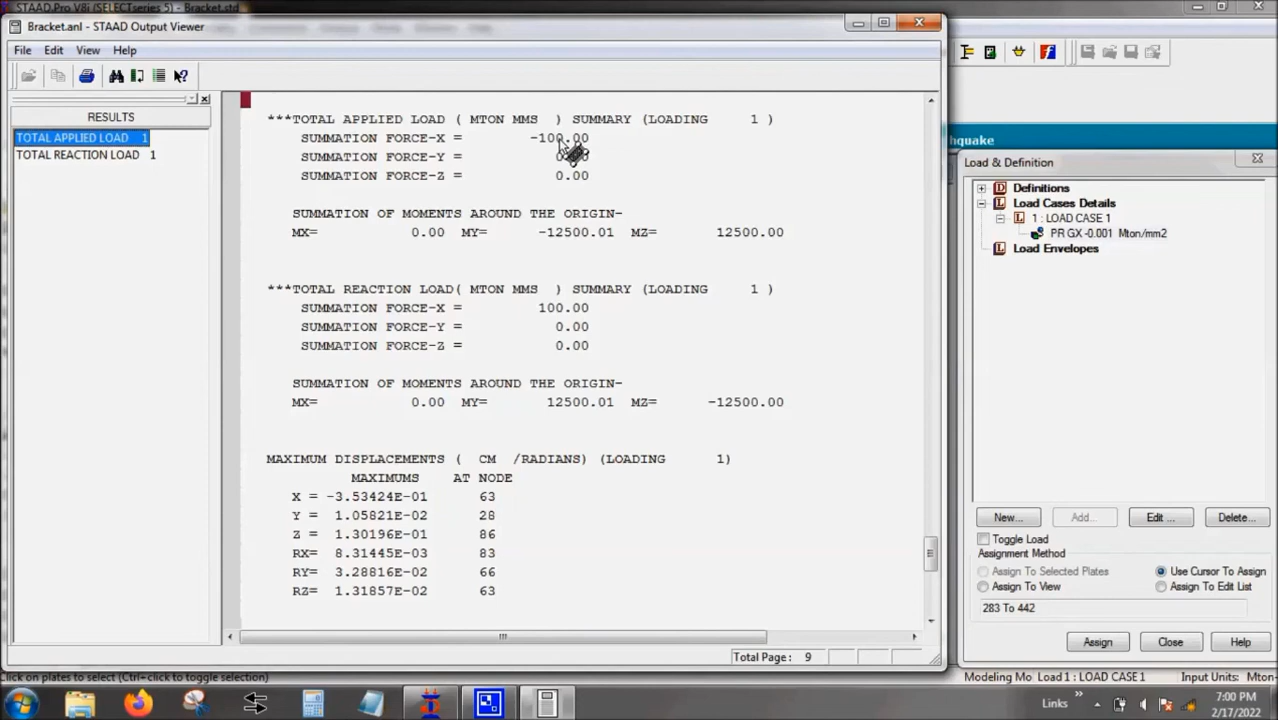 STAAD.Pro V8i (SELECTseries 5) - Bracket.std
Bracket.anl - STAAD Output Viewer
File Edit View Help
RESULTS
TOTAL APPLIED LOAD 1
TOTAL REACTION LOAD 1
***TOTAL APPLIED LOAD ( MTON MMS ) SUMMARY (LOADING 1 )
SUMMATION FORCE-X = -100.00
SUMMATION FORCE-Y = 0.00
SUMMATION FORCE-Z = 0.00
SUMMATION OF MOMENTS AROUND THE ORIGIN-
MX= 0.00 MY= -12500.01 MZ= 12500.00
***TOTAL REACTION LOAD( MTON MMS ) SUMMARY (LOADING 1 )
SUMMATION FORCE-X = 100.00
SUMMATION FORCE-Y = 0.00
SUMMATION FORCE-Z = 0.00
SUMMATION OF MOMENTS AROUND THE ORIGIN-
MX= 0.00 MY= 12500.01 MZ= -12500.00
MAXIMUM DISPLACEMENTS ( CM /RADIANS) (LOADING 1)
MAXIMUMS AT NODE
X = -3.53424E-01 63
Y = 1.05821E-02 28
Z = 1.30196E-01 86
RX= 8.31445E-03 83
RY= 3.28816E-02 66
RZ= 1.31857E-02 63
Total Page: 9
hquake
Load & Definition
Definitions
Load Cases Details
1 : LOAD CASE 1
PR GX -0.001 Mton/mm2
Load Envelopes
New... Add... Edit ... Delete...
Toggle Load
Assignment Method
Assign To Selected Plates Use Cursor To Assign
Assign To View Assign To Edit List
283 To 442
Assign Close Help
Click on plates to select (Ctrl+click to toggle selection)
Modeling Mo Load 1 : LOAD CASE 1 Input Units: Mton-
Links » 7:00 PM
2/17/2022